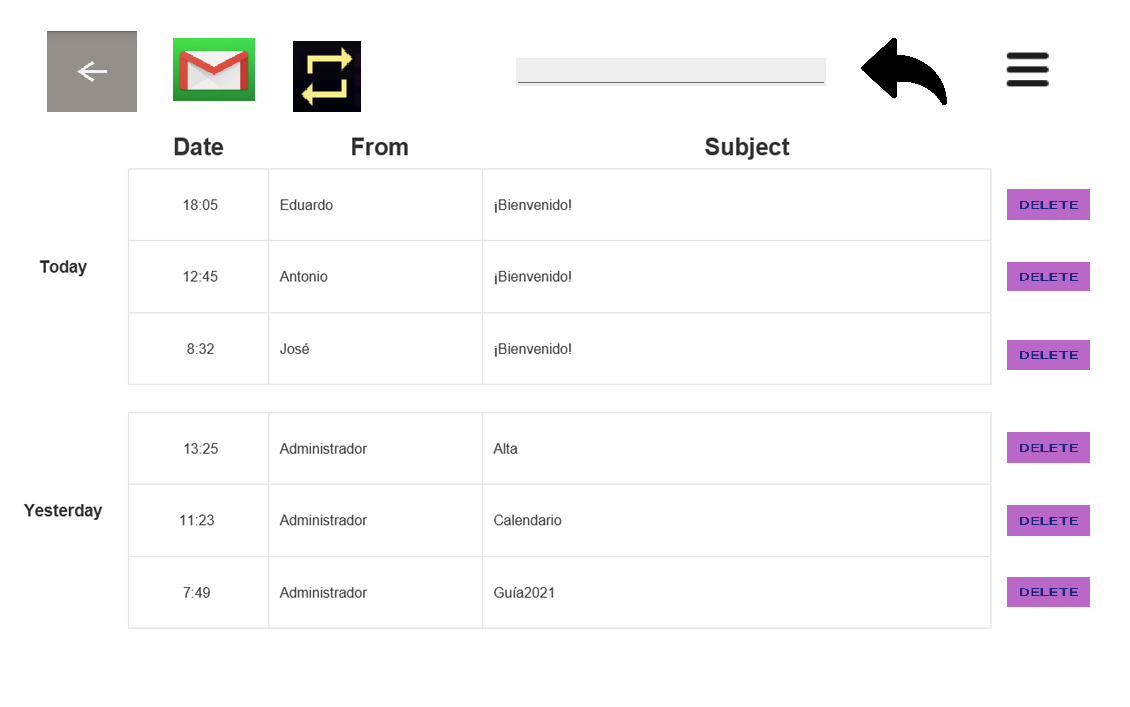 Date From Subject
Today
18:05 Eduardo ¡Bienvenido! DELETE
12:45 Antonio ¡Bienvenido! DELETE
8:32 José ¡Bienvenido! DELETE
Yesterday
13:25 Administrador Alta DELETE
11:23 Administrador Calendario DELETE
7:49 Administrador Guía2021 DELETE